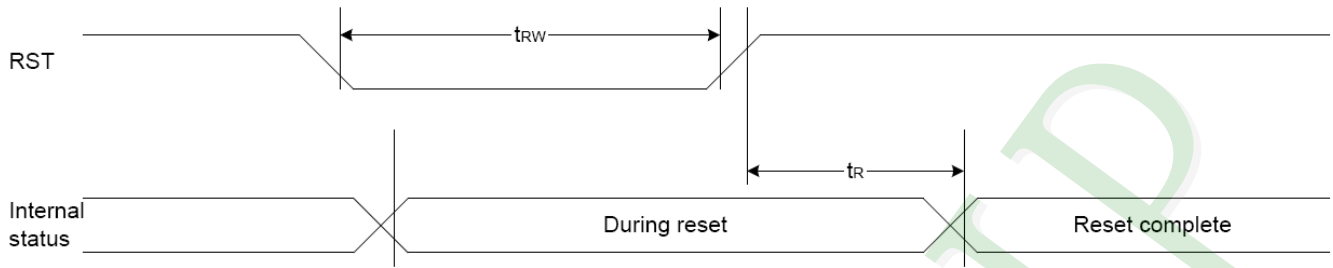 tRW
RST
tR
Internal
status
During reset
Reset complete